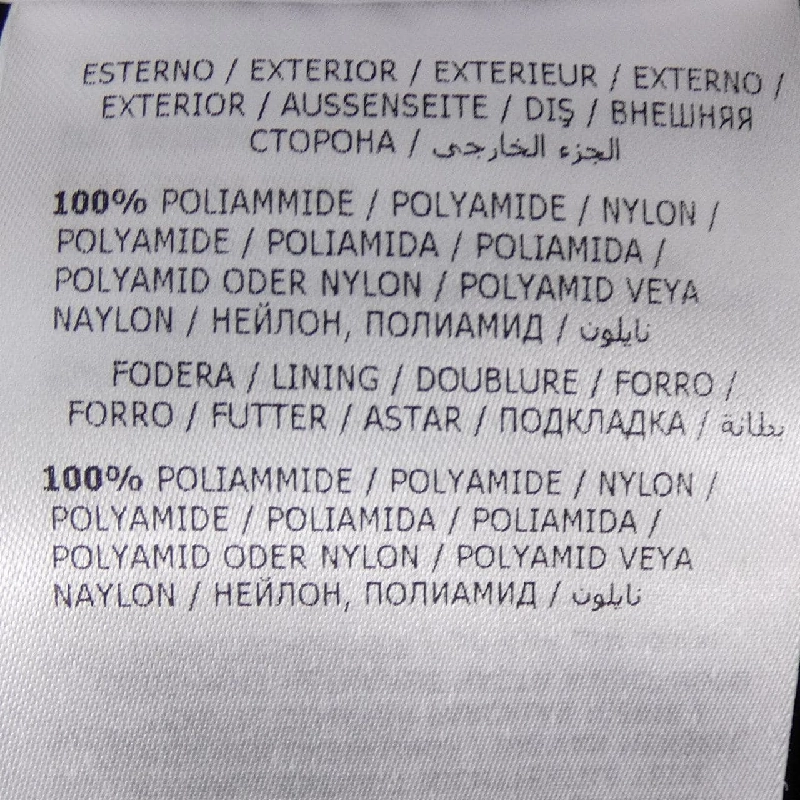 ESTERNO / EXTERIOR / EXTERIEUR / EXTERNO /
EXTERIOR / AUSSENSEITE / DIŞ / ВНЕШНЯЯ
СТОРОНА / الجزء الخارجى
100% POLIAMMIDE / POLYAMIDE / NYLON /
POLYAMIDE / POLIAMIDA / POLIAMIDA /
POLYAMID ODER NYLON / POLYAMID VEYA
NAYLON / НЕЙЛОН, ПОЛИАМИД / نايلون
FODERA / LINING / DOUBLURE / FORRO /
FORRO / FUTTER / ASTAR / ПОДКЛАДКА / بطانة
100% POLIAMMIDE / POLYAMIDE / NYLON /
POLYAMIDE / POLIAMIDA / POLIAMIDA /
POLYAMID ODER NYLON / POLYAMID VEYA
NAYLON / НЕЙЛОН, ПОЛИАМИД / نايلون